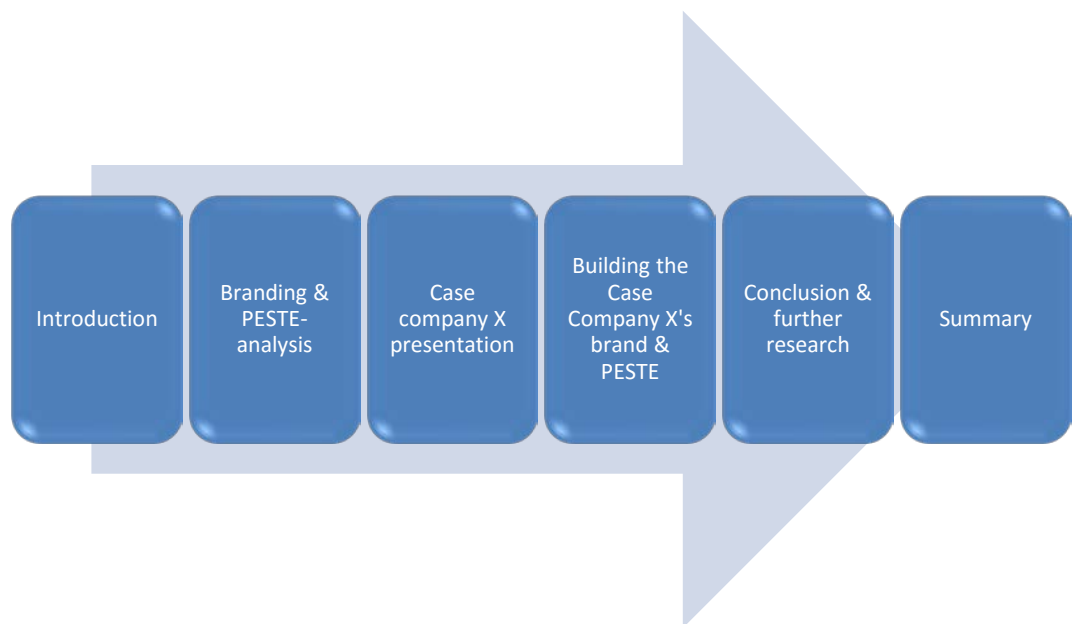 Introduction
Branding &
PESTE-
analysis
Case
company X
presentation
Building the
Case
Company X's
brand &
PESTE
Conclusion &
further
research
Summary